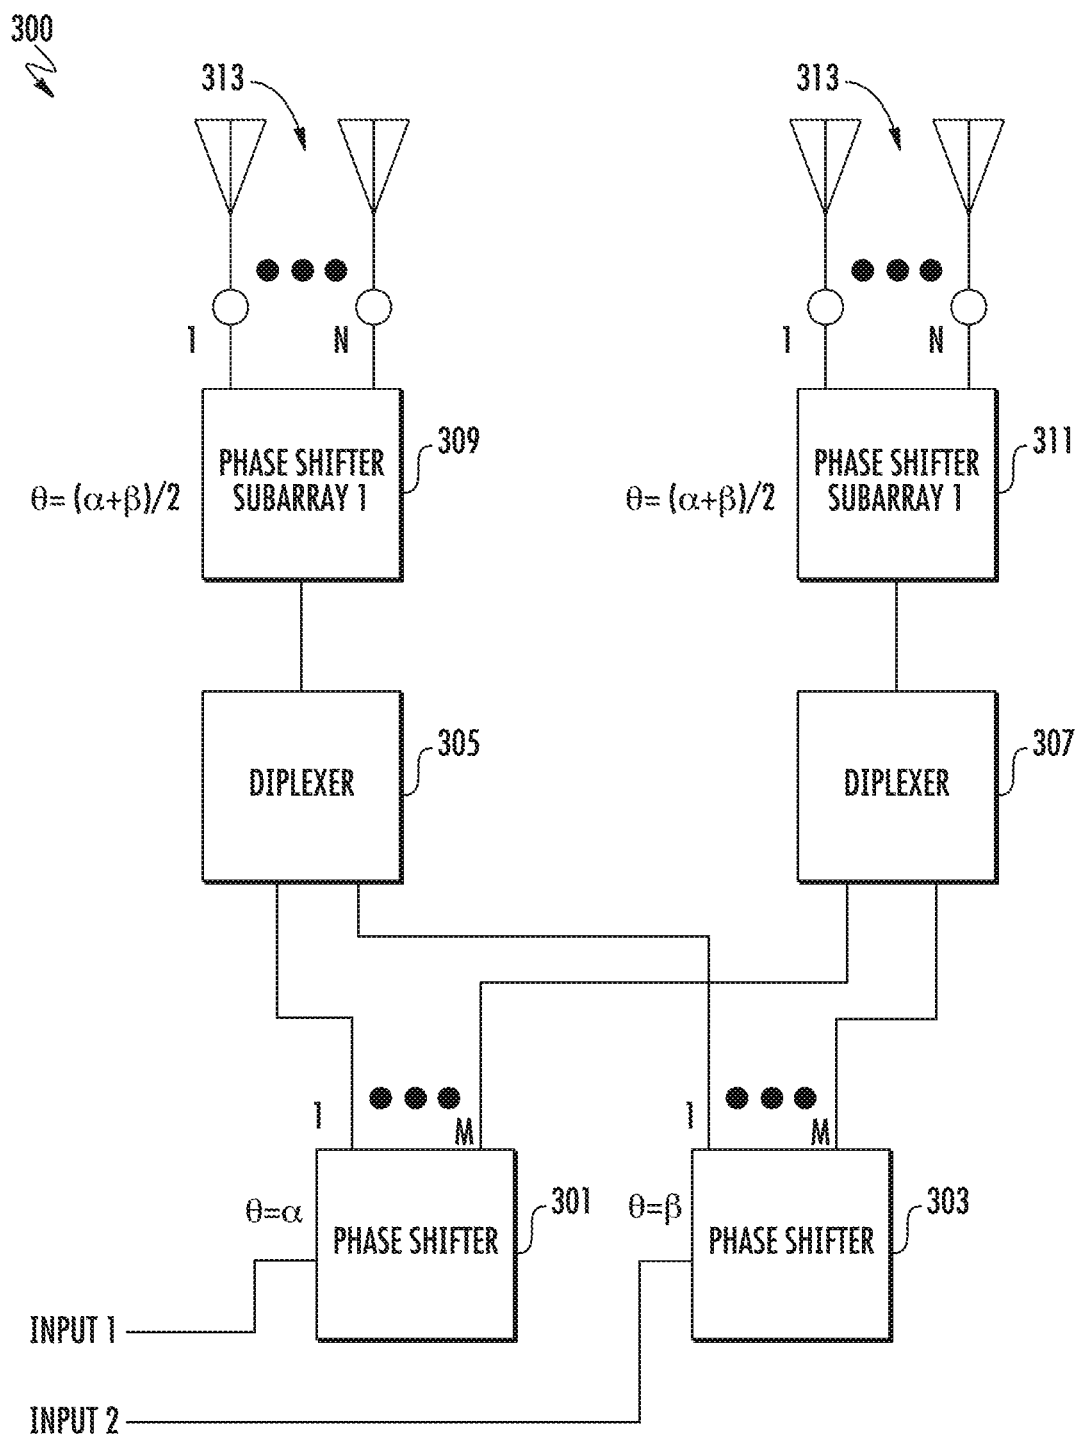 300
313
313
1
N
1
N
PHASE SHIFTER
SUBARRAY 1
309
θ= (α+β)/2
PHASE SHIFTER
SUBARRAY 1
311
θ= (α+β)/2
DIPLEXER
305
DIPLEXER
307
1
M
1
M
θ=α
PHASE SHIFTER
301
θ=β
PHASE SHIFTER
303
INPUT 1
INPUT 2